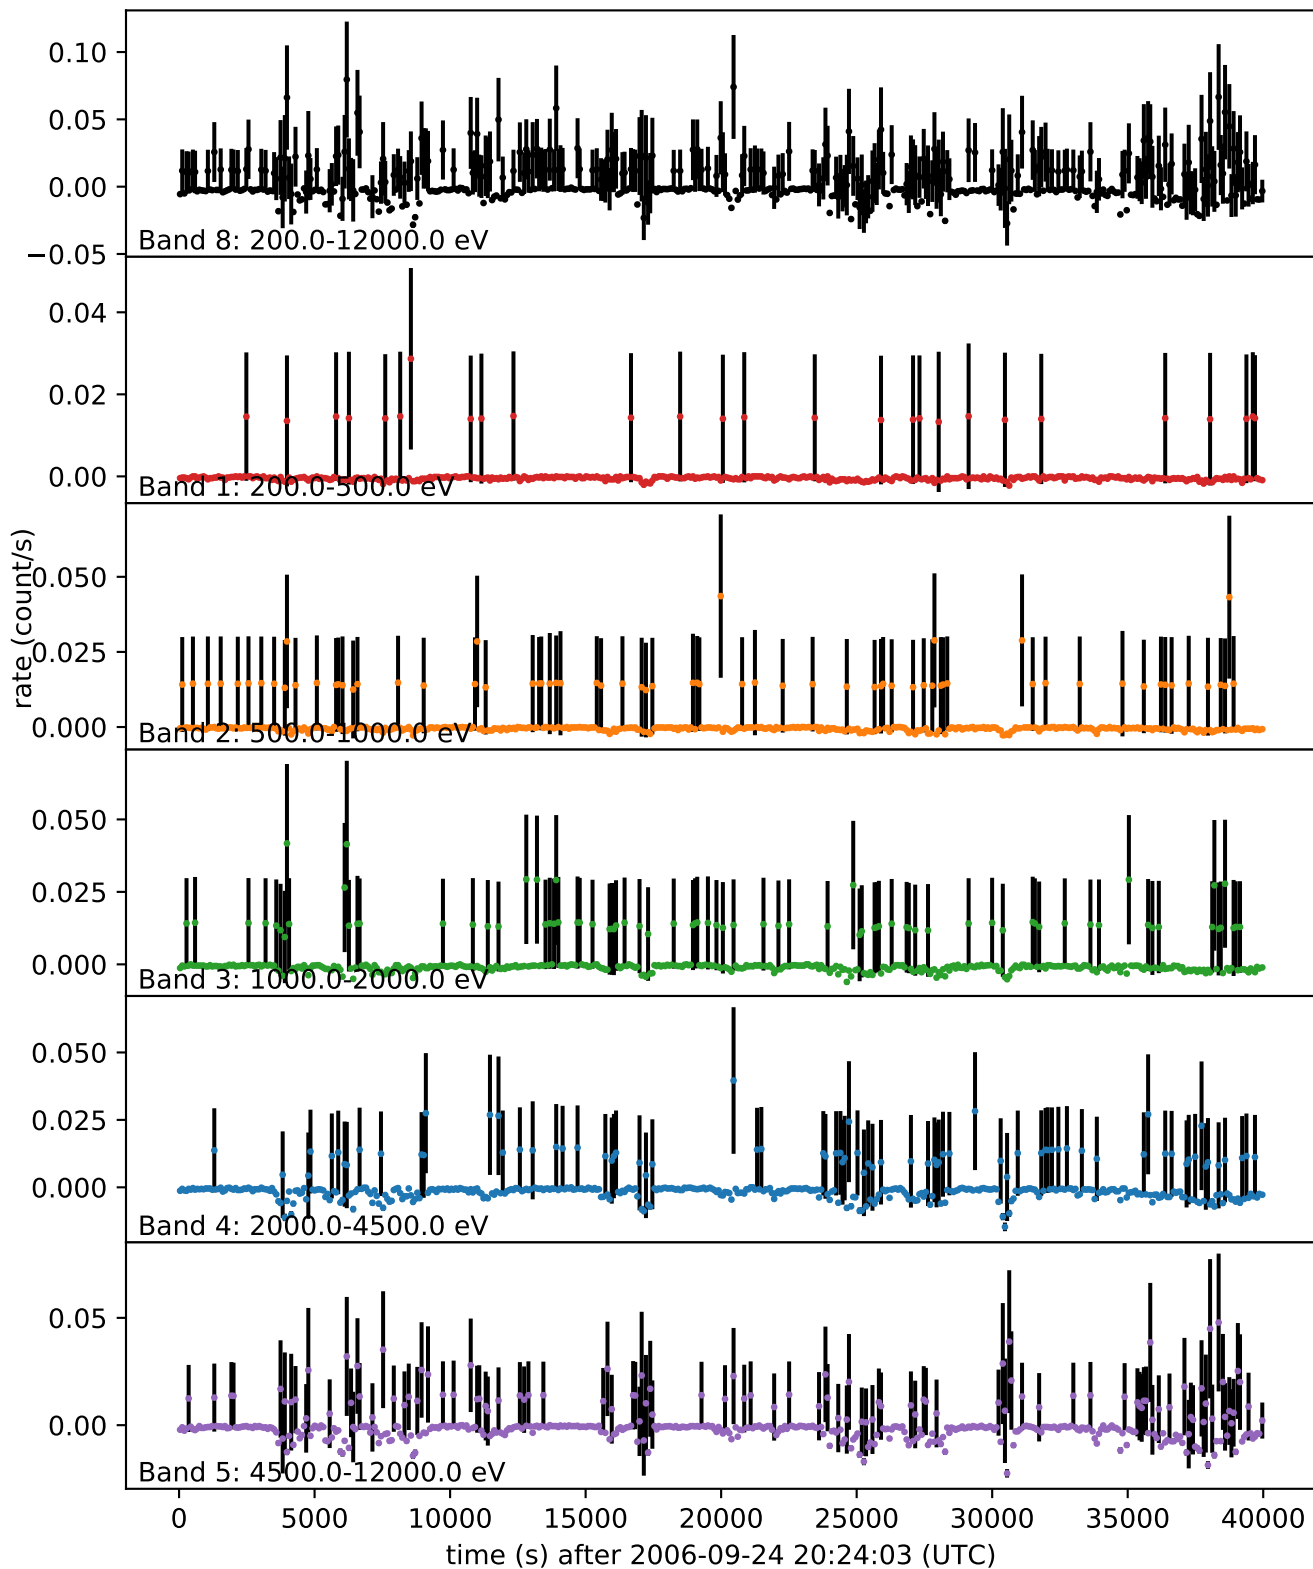 0.10
0.05
0.00
−0.05
Band 8: 200.0-12000.0 eV
0.04
0.02
0.00
Band 1: 200.0-500.0 eV
rate (count/s)
0.050
0.025
0.000
Band 2: 500.0-1000.0 eV
0.050
0.025
0.000
Band 3: 1000.0-2000.0 eV
0.050
0.025
0.000
Band 4: 2000.0-4500.0 eV
0.05
0.00
Band 5: 4500.0-12000.0 eV
0 5000 10000 15000 20000 25000 30000 35000 40000
time (s) after 2006-09-24 20:24:03 (UTC)